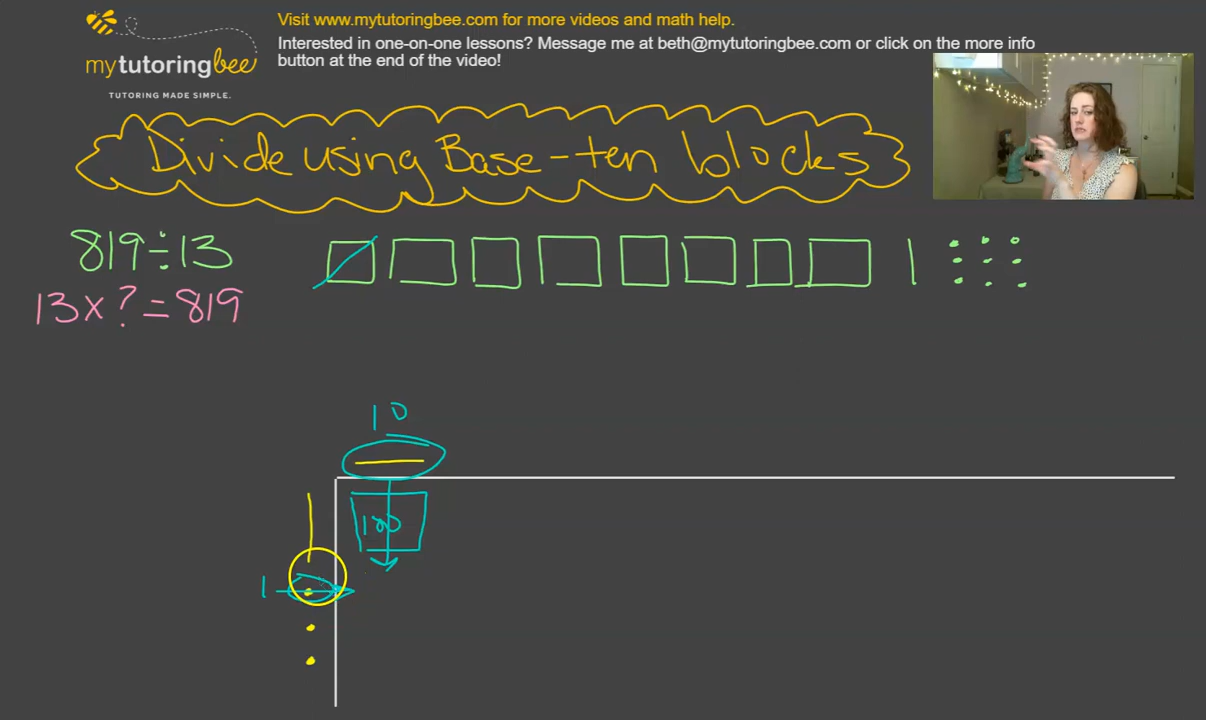 Visit www.mytutoringbee.com for more videos and math help.
Interested in one-on-one lessons? Message me at beth@mytutoringbee.com or click on the more info
button at the end of the video!
mytutoringbee
TUTORING MADE SIMPLE.
Divide using Base-ten blocks
819÷13
13x?=819
10
100
1